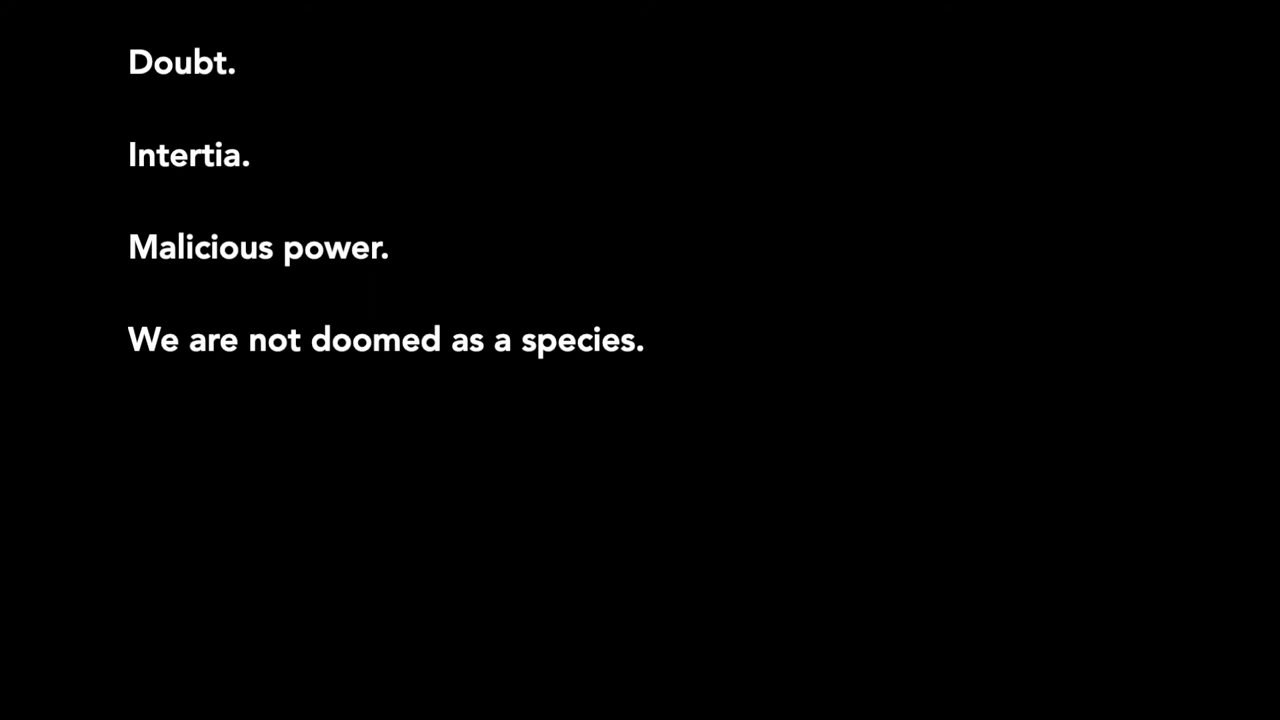 Doubt.
Intertia.
Malicious power.
We are not doomed as a species.